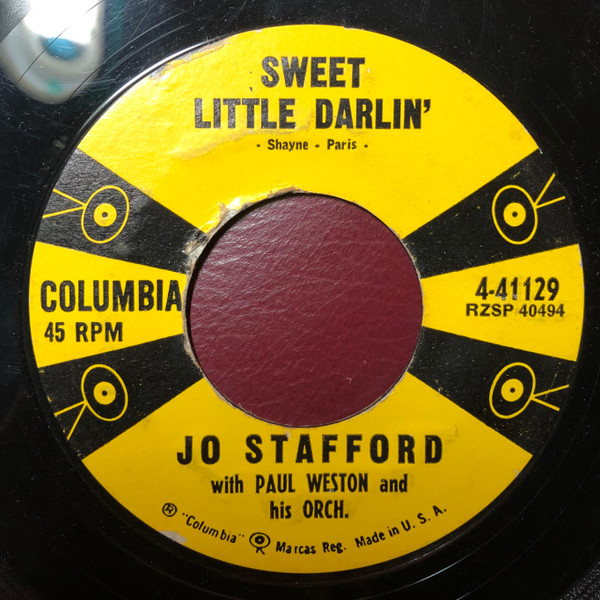 SWEET
LITTLE DARLIN'
- Shayne - Paris -
COLUMBIA
45 RPM
4-41129
RZSP 40494
JO STAFFORD
with PAUL WESTON and
his ORCH.
® "Columbia" Marcas Reg. Made in U. S. A.